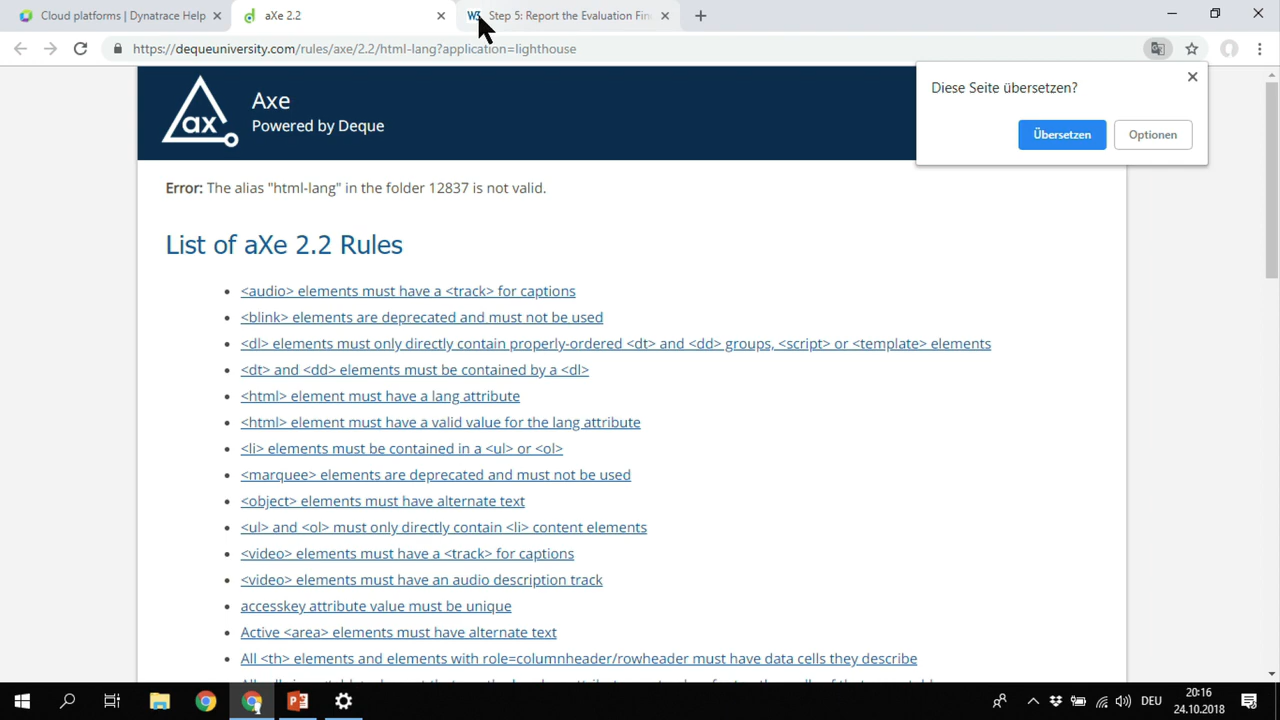 Cloud platforms | Dynatrace Help
aXe 2.2
Step 5: Report the Evaluation Fin
https://dequeuniversity.com/rules/axe/2.2/html-lang?application=lighthouse
Diese Seite übersetzen?
Übersetzen
Optionen
ax
Axe
Powered by Deque
Error: The alias "html-lang" in the folder 12837 is not valid.
List of aXe 2.2 Rules
<audio> elements must have a <track> for captions
<blink> elements are deprecated and must not be used
<dl> elements must only directly contain properly-ordered <dt> and <dd> groups, <script> or <template> elements
<dt> and <dd> elements must be contained by a <dl>
<html> element must have a lang attribute
<html> element must have a valid value for the lang attribute
<li> elements must be contained in a <ul> or <ol>
<marquee> elements are deprecated and must not be used
<object> elements must have alternate text
<ul> and <ol> must only directly contain <li> content elements
<video> elements must have a <track> for captions
<video> elements must have an audio description track
accesskey attribute value must be unique
Active <area> elements must have alternate text
All <th> elements and elements with role=columnheader/rowheader must have data cells they describe
DEU
20:16
24.10.2018